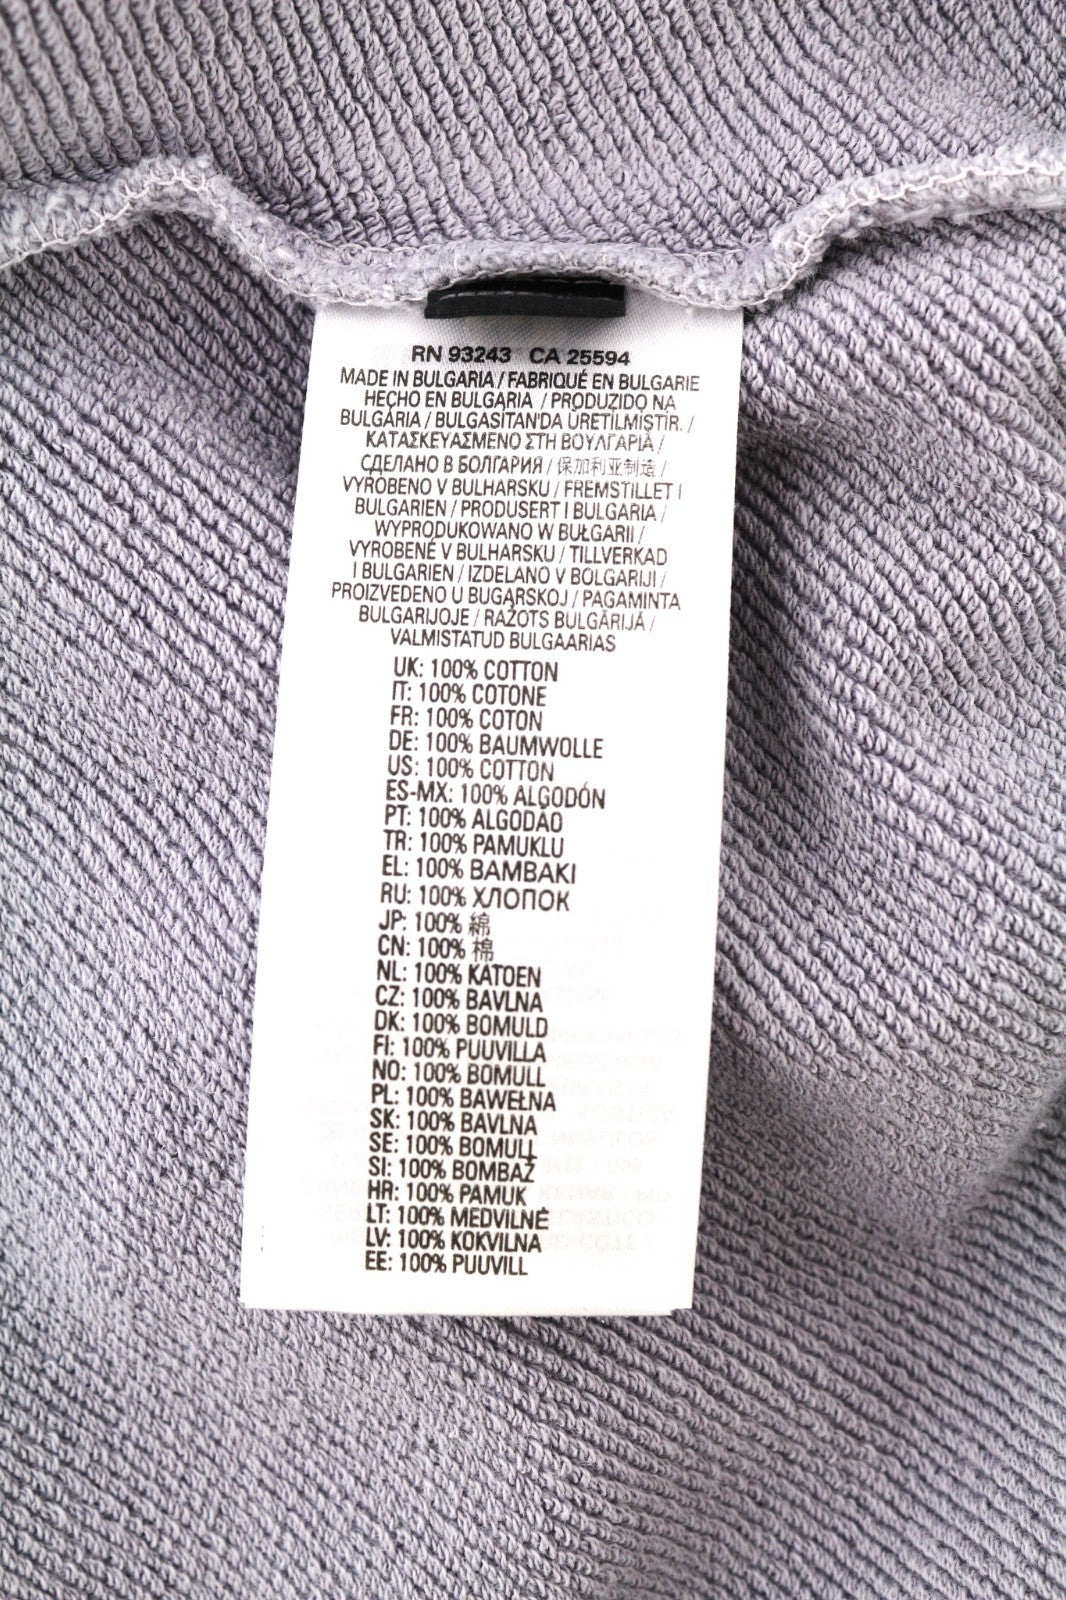 RN 93243 CA 25594
MADE IN BULGARIA / FABRIQUÉ EN BULGARIE
HECHO EN BULGARIA / PRODUZIDO NA
BULGÁRIA / BULGASITAN'DA ÜRETILMIŞTIR. /
ΚΑΤΑΣΚΕΥΑΣΜΕΝΟ ΣΤΗ ΒΟΥΛΓΑΡΙΑ /
СДЕЛАНО В БОЛГАРИЯ / 保加利亚制造 /
VYROBENO V BULHARSKU / FREMSTILLET I
BULGARIEN / PRODUSERT I BULGARIA /
WYPRODUKOWANO W BUŁGARII /
VYROBENÉ V BULHARSKU / TILLVERKAD
I BULGARIEN / IZDELANO V BOLGARIJI /
PROIZVEDENO U BUGARSKOJ / PAGAMINTA
BULGARIJOJE / RAŽOTS BULGĀRIJĀ /
VALMISTATUD BULGAARIAS
UK: 100% COTTON
IT: 100% COTONE
FR: 100% COTON
DE: 100% BAUMWOLLE
US: 100% COTTON
ES-MX: 100% ALGODÓN
PT: 100% ALGODÃO
TR: 100% PAMUKLU
EL: 100% ΒΑΜΒΑΚΙ
RU: 100% ХЛОПОК
JP: 100% 綿
CN: 100% 棉
NL: 100% KATOEN
CZ: 100% BAVLNA
DK: 100% BOMULD
FI: 100% PUUVILLA
NO: 100% BOMULL
PL: 100% BAWEŁNA
SK: 100% BAVLNA
SE: 100% BOMULL
SI: 100% BOMBAŽ
HR: 100% PAMUK
LT: 100% MEDVILNĖ
LV: 100% KOKVILNA
EE: 100% PUUVILL